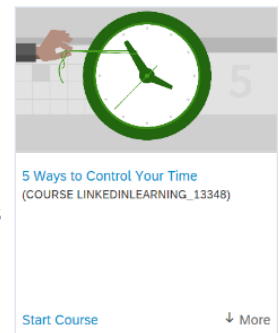 5
5 Ways to Control Your Time
(COURSE LINKEDINLEARNING_13348)
Start Course
More